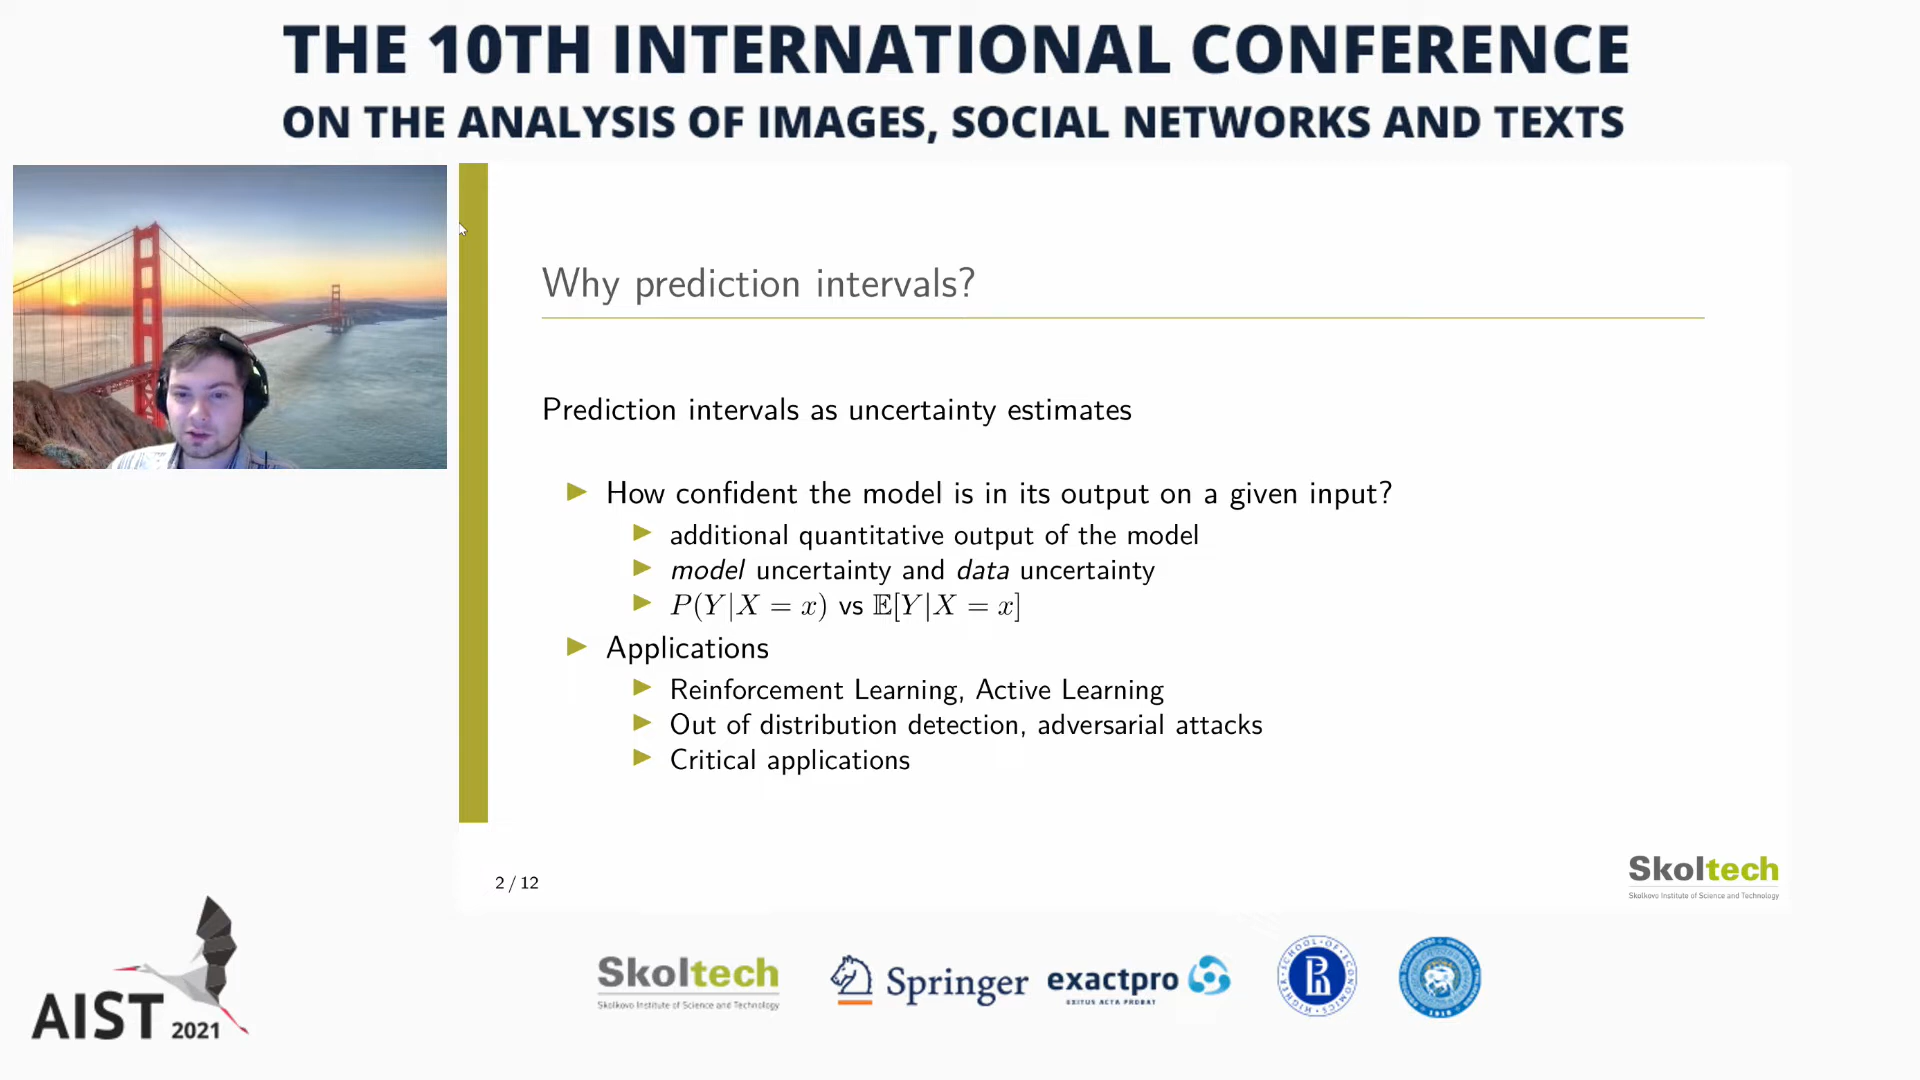 THE 10TH INTERNATIONAL CONFERENCE
ON THE ANALYSIS OF IMAGES, SOCIAL NETWORKS AND TEXTS
Why prediction intervals?
Prediction intervals as uncertainty estimates
How confident the model is in its output on a given input?
additional quantitative output of the model
model uncertainty and data uncertainty
P(Y|X = x) vs 𝔼[Y|X = x]
Applications
Reinforcement Learning, Active Learning
Out of distribution detection, adversarial attacks
Critical applications
2 / 12
Skoltech
Skolkovo Institute of Science and Technology
AIST 2021
Skoltech
Skolkovo Institute of Science and Technology
Springer
exactpro
EXITUS ACTA PROBAT
HIGHER SCHOOL OF ECONOMICS